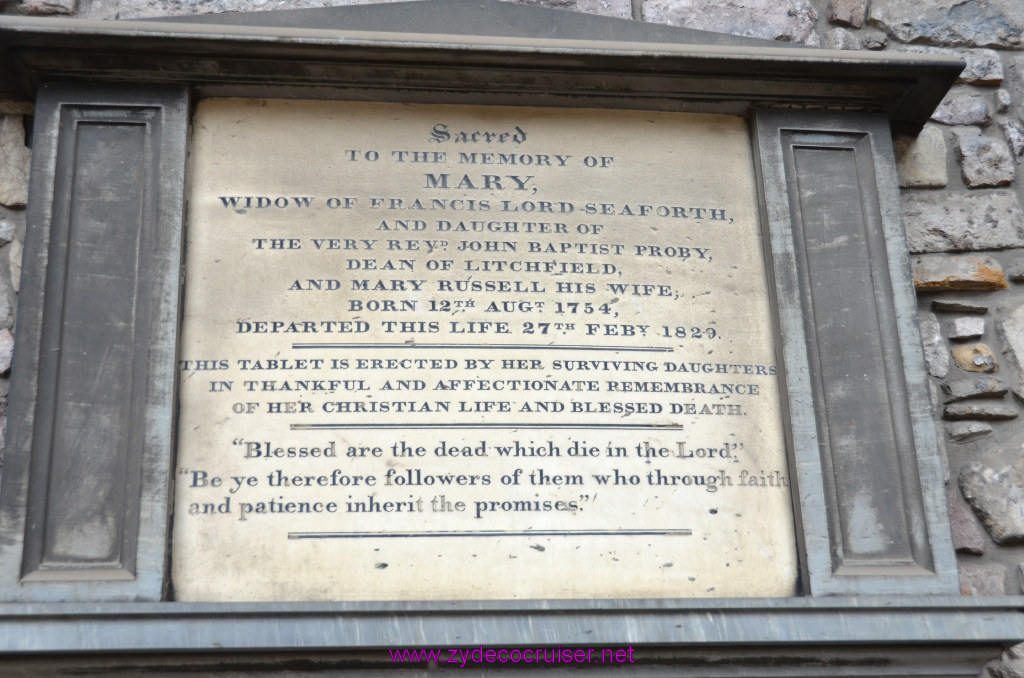 Sacred
TO THE MEMORY OF
MARY,
WIDOW OF FRANCIS LORD SEAFORTH,
AND DAUGHTER OF
THE VERY REVD. JOHN BAPTIST PROBY,
DEAN OF LITCHFIELD,
AND MARY RUSSELL HIS WIFE,
BORN 12TH AUGT 1754,
DEPARTED THIS LIFE 27TH FEBY 1829.
THIS TABLET IS ERECTED BY HER SURVIVING DAUGHTERS
IN THANKFUL AND AFFECTIONATE REMEMBRANCE
OF HER CHRISTIAN LIFE AND BLESSED DEATH.
"Blessed are the dead which die in the Lord,"
"Be ye therefore followers of them who through faith
and patience inherit the promises."
www.zydecocruiser.net